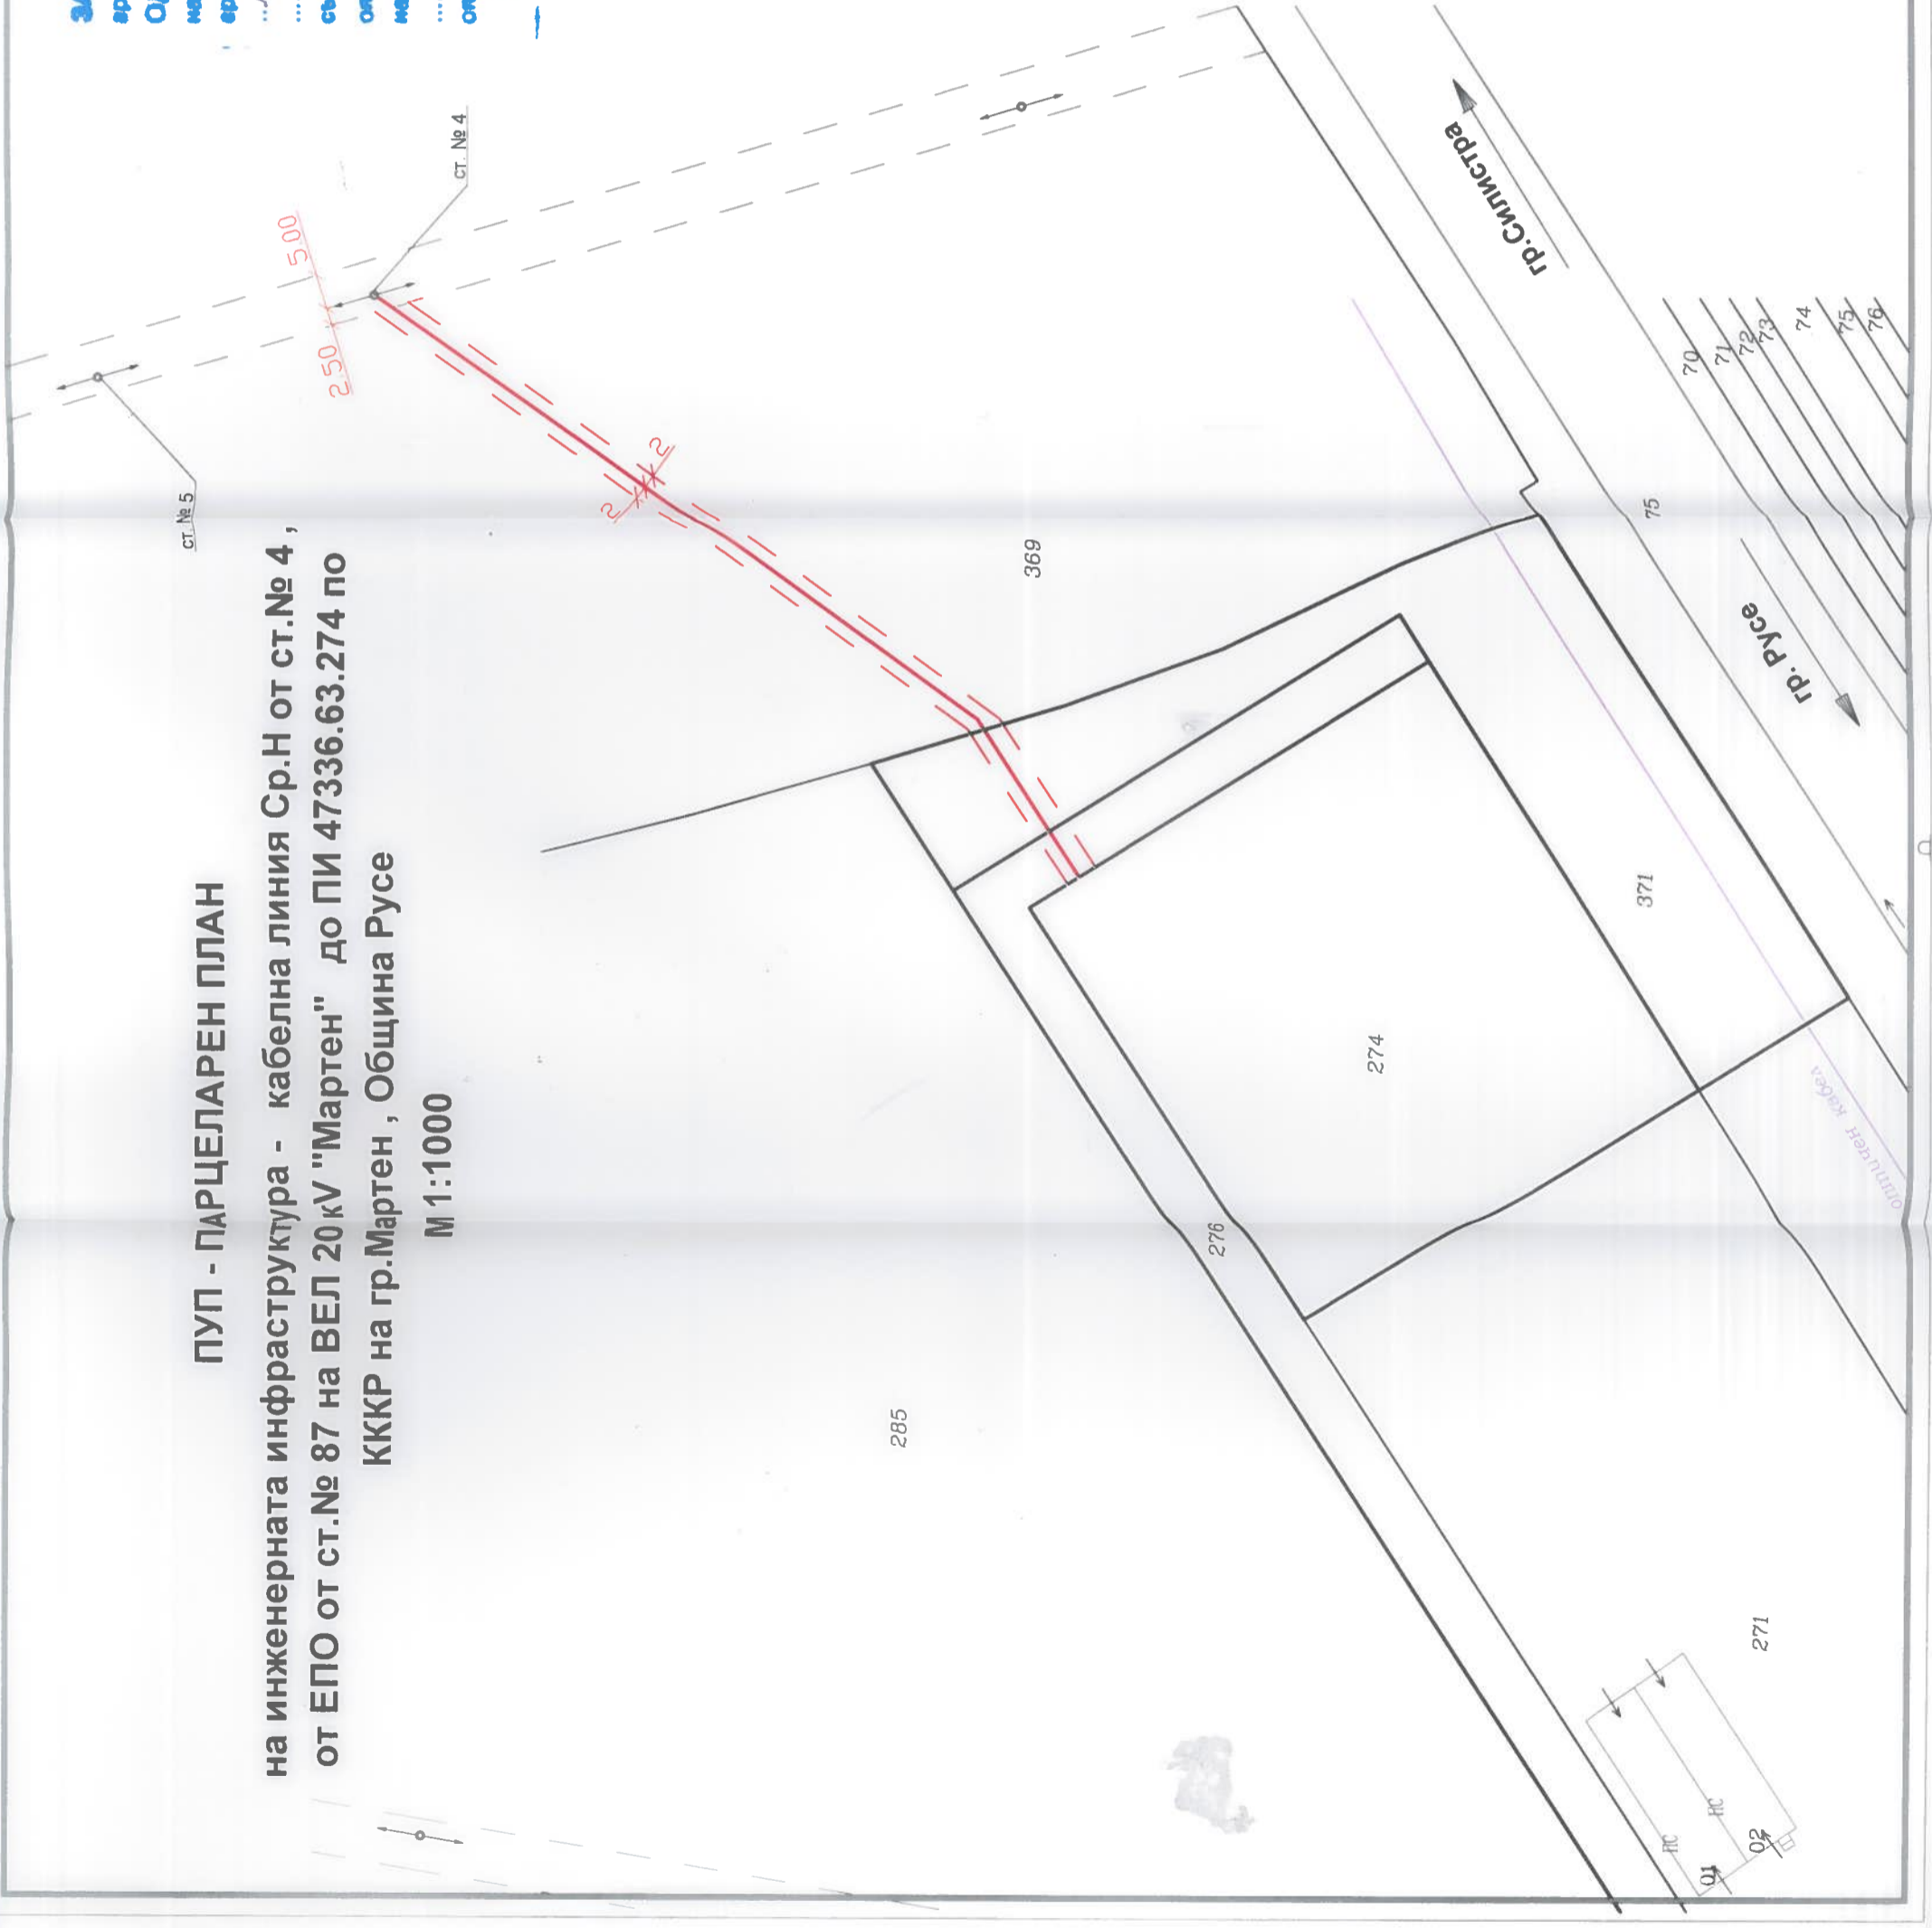 ПУП - ПАРЦЕЛАРЕН ПЛАН
на инженерната инфраструктура - кабелна линия Ср.Н от ст.№ 4 ,
от ЕПО от ст.№ 87 на ВЕЛ 20кV "Мартен" до ПИ 47336.63.274 по
КККР на гр.Мартен , Община Русе
М 1:1000
СТ. № 5
СТ. № 4
2.50
5.00
2
2
369
285
276
274
371
271
75
гр.Силистра
гр. Русе
70
71
72
73
74
75
76
оптичен кабел
ПС
ПС
01
02